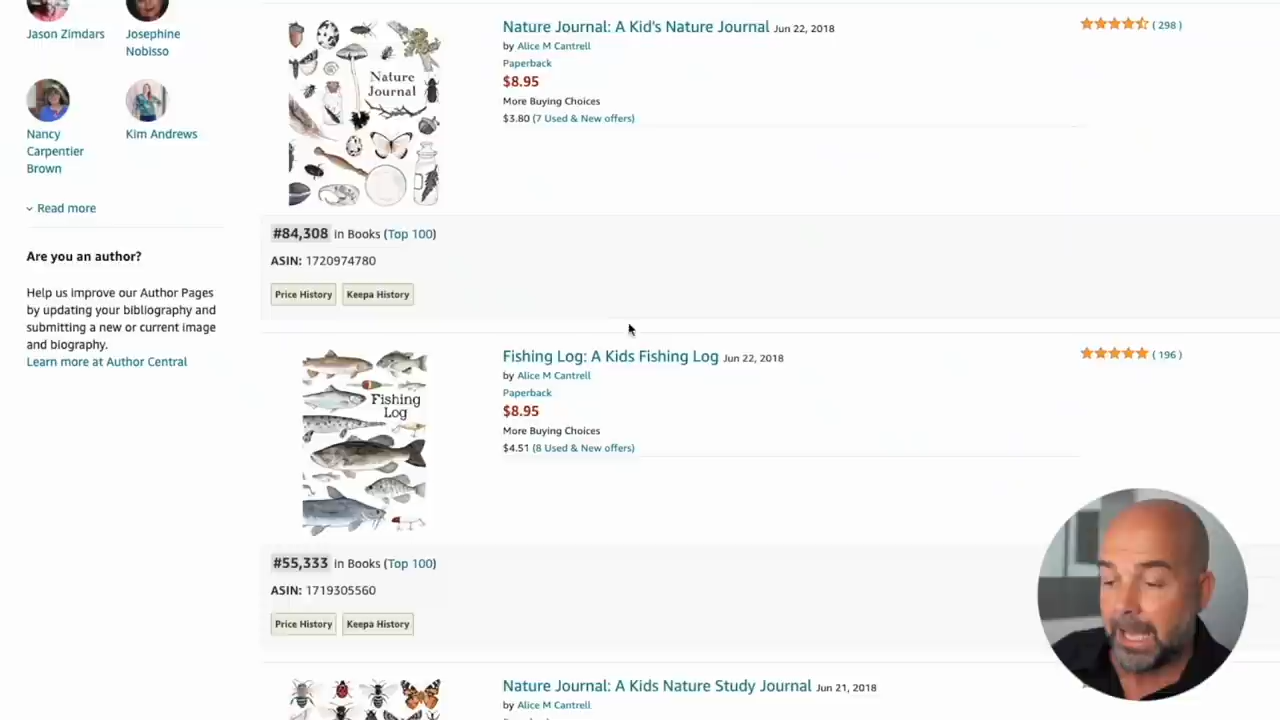 Jason Zimdars
Josephine
Nobisso
Nancy
Carpentier
Brown
Kim Andrews
Read more
Are you an author?
Help us improve our Author Pages
by updating your bibliography and
submitting a new or current image
and biography.
Learn more at Author Central
Nature
Journal
Nature Journal: A Kid's Nature Journal Jun 22, 2018
by Alice M Cantrell
Paperback
$8.95
More Buying Choices
$3.80 (7 Used & New offers)
(298)
#84,308 in Books (Top 100)
ASIN: 1720974780
Price History Keepa History
Fishing
Log
Fishing Log: A Kids Fishing Log Jun 22, 2018
by Alice M Cantrell
Paperback
$8.95
More Buying Choices
$4.51 (8 Used & New offers)
(196)
#55,333 in Books (Top 100)
ASIN: 1719305560
Price History Keepa History
Nature Journal: A Kids Nature Study Journal Jun 21, 2018
by Alice M Cantrell